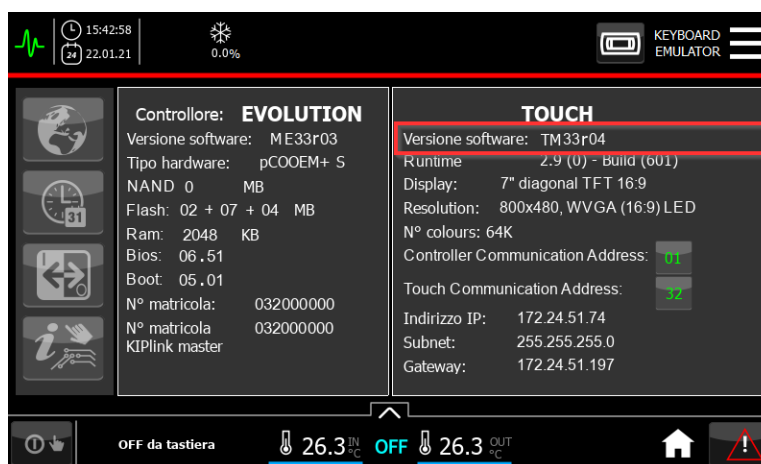 15:42:58
24 22.01.21
0.0%
KEYBOARD
EMULATOR
31
Controllore: EVOLUTION
Versione software: ME33r03
Tipo hardware: pCOOEM+ S
NAND 0 MB
Flash: 02 + 07 + 04 MB
Ram: 2048 KB
Bios: 06.51
Boot: 05.01
N° matricola: 032000000
N° matricola 032000000
KIPlink master
TOUCH
Versione software: TM33r04
Runtime 2.9 (0) - Build (601)
Display: 7" diagonal TFT 16:9
Resolution: 800x480, WVGA (16:9) LED
N° colours: 64K
Controller Communication Address: 01
Touch Communication Address: 32
Indirizzo IP: 172.24.51.74
Subnet: 255.255.255.0
Gateway: 172.24.51.197
OFF da tastiera
26.3 IN °C
OFF
26.3 OUT °C